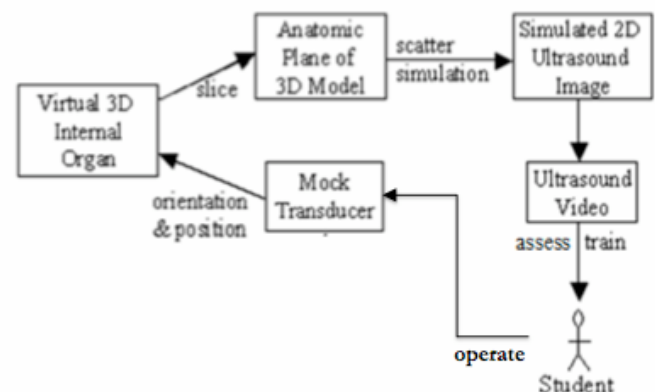 Anatomic
Plane of
3D Model
scatter
simulation
Simulated 2D
Ultrasound
Image
slice
Virtual 3D
Internal
Organ
Mock
Transducer
orientation
& position
Ultrasound
Video
assess train
operate
Student